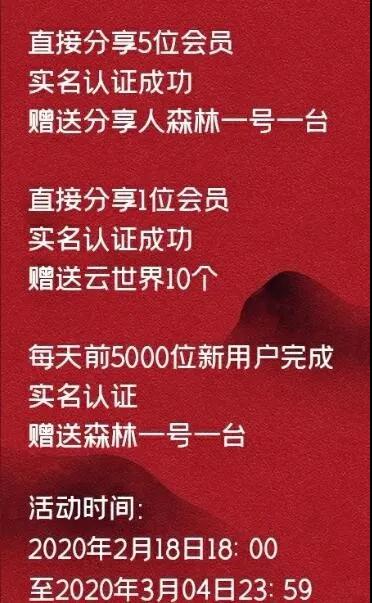 直接分享5位会员
实名认证成功
赠送分享人森林一号一台
直接分享1位会员
实名认证成功
赠送云世界10个
每天前5000位新用户完成
实名认证
赠送森林一号一台
活动时间:
2020年2月18日18: 00
至2020年3月04日23: 59